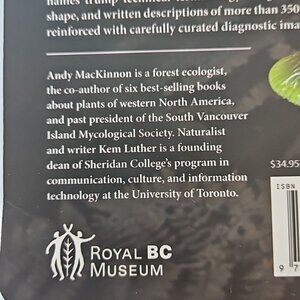 names trump technical
shape, and written descriptions of more than 350
reinforced with carefully curated diagnostic ima
Andy MacKinnon is a forest ecologist,
the co-author of six best-selling books
about plants of western North America,
and past president of the South Vancouver
Island Mycological Society. Naturalist
and writer Kem Luther is a founding
dean of Sheridan College's program in
communication, culture, and information
technology at the University of Toronto.
$34.95
ISBN
ROYAL BC
MUSEUM
9 7